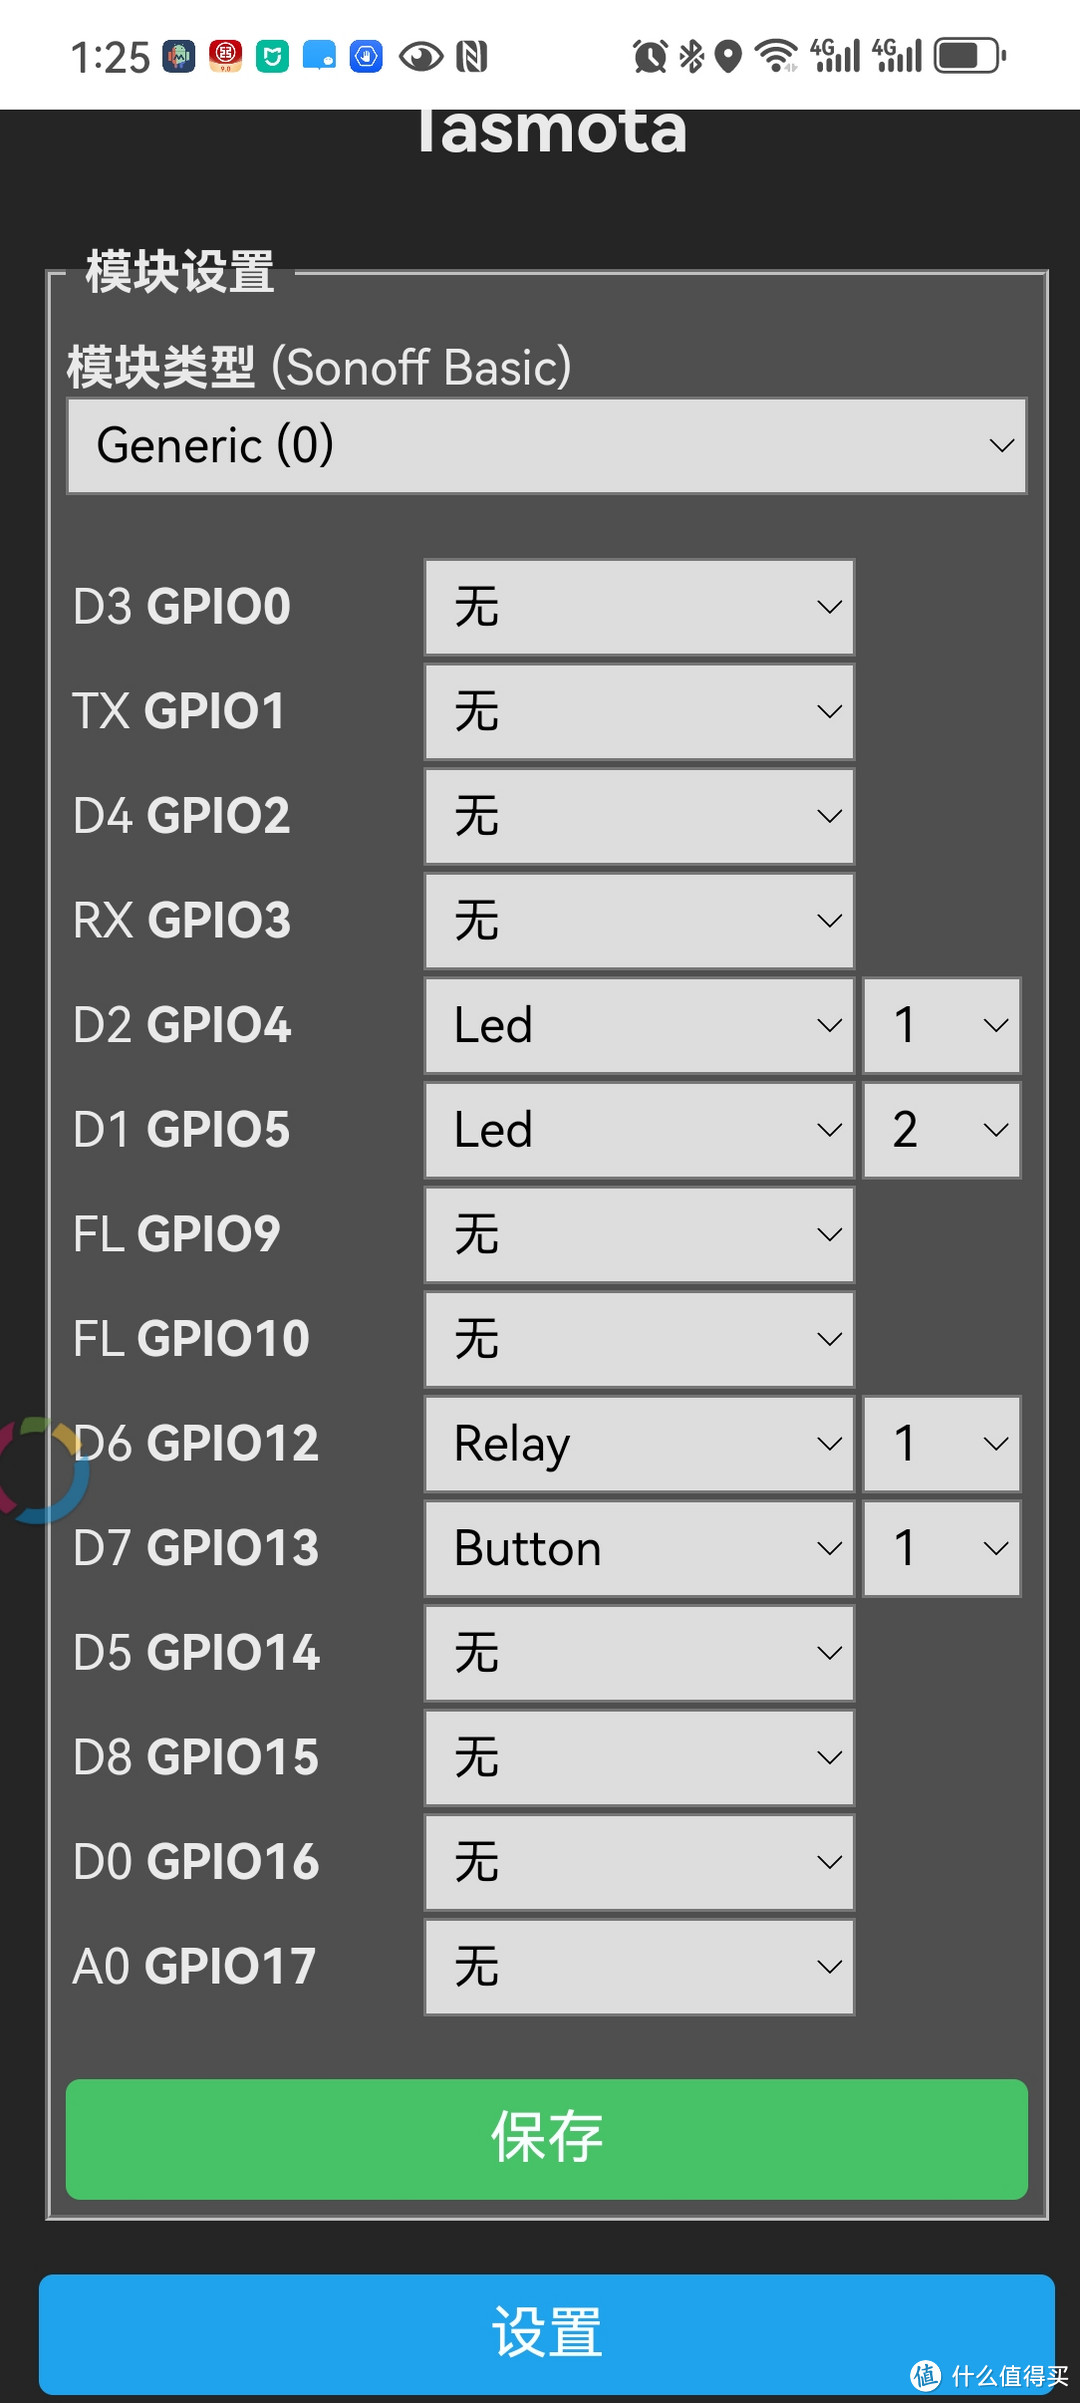 1:25
4G 4G
Tasmota
模块设置
模块类型 (Sonoff Basic)
Generic (0)
D3 GPIO0 无
TX GPIO1 无
D4 GPIO2 无
RX GPIO3 无
D2 GPIO4 Led 1
D1 GPIO5 Led 2
FL GPIO9 无
FL GPIO10 无
D6 GPIO12 Relay 1
D7 GPIO13 Button 1
D5 GPIO14 无
D8 GPIO15 无
D0 GPIO16 无
A0 GPIO17 无
保存
设置
值 什么值得买